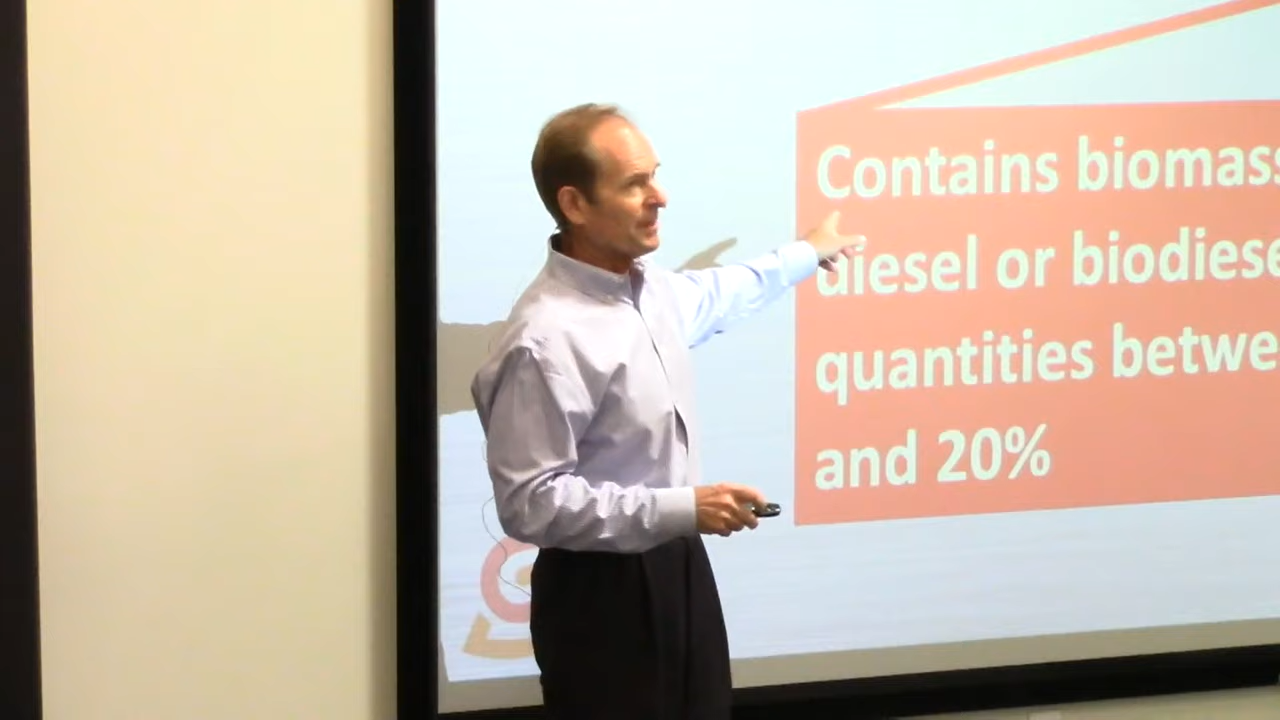 Contains biomass
diesel or biodiese
quantities betwe
and 20%